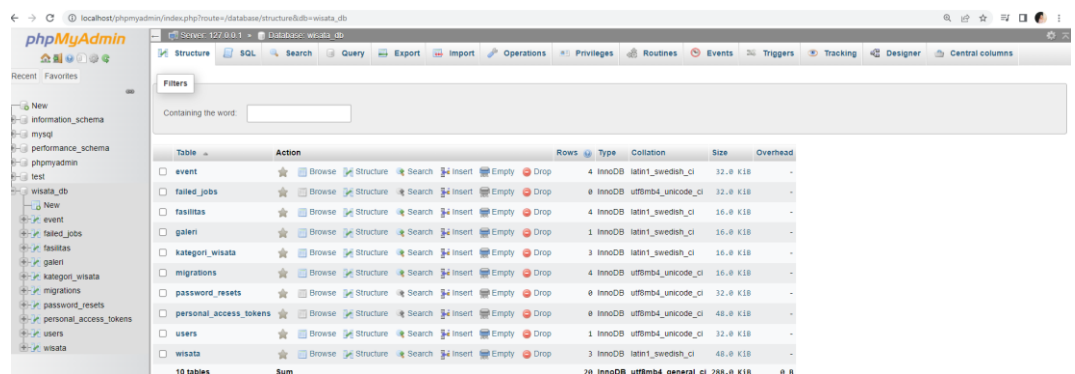 localhost/phpmyadmin/index.php?route=/database/structure&db=wisata_db
phpMyAdmin
Recent Favorites
New
information_schema
mysql
performance_schema
phpmyadmin
test
wisata_db
New
event
failed_jobs
fasilitas
galeri
kategori_wisata
migrations
password_resets
personal_access_tokens
users
wisata
Server: 127.0.0.1 » Database: wisata_db
Structure SQL Search Query Export Import Operations Privileges Routines Events Triggers Tracking Designer Central columns
Filters
Containing the word:
Table Action Rows Type Collation Size Overhead
event Browse Structure Search Insert Empty Drop 4 InnoDB latin1_swedish_ci 32.0 KiB -
failed_jobs Browse Structure Search Insert Empty Drop 0 InnoDB utf8mb4_unicode_ci 32.0 KiB -
fasilitas Browse Structure Search Insert Empty Drop 4 InnoDB latin1_swedish_ci 16.0 KiB -
galeri Browse Structure Search Insert Empty Drop 1 InnoDB latin1_swedish_ci 16.0 KiB -
kategori_wisata Browse Structure Search Insert Empty Drop 3 InnoDB latin1_swedish_ci 16.0 KiB -
migrations Browse Structure Search Insert Empty Drop 4 InnoDB utf8mb4_unicode_ci 16.0 KiB -
password_resets Browse Structure Search Insert Empty Drop 0 InnoDB utf8mb4_unicode_ci 32.0 KiB -
personal_access_tokens Browse Structure Search Insert Empty Drop 0 InnoDB utf8mb4_unicode_ci 48.0 KiB -
users Browse Structure Search Insert Empty Drop 1 InnoDB utf8mb4_unicode_ci 32.0 KiB -
wisata Browse Structure Search Insert Empty Drop 3 InnoDB latin1_swedish_ci 48.0 KiB -
10 tables Sum 20 InnoDB utf8mb4_general_ci 288.0 KiB 0 B